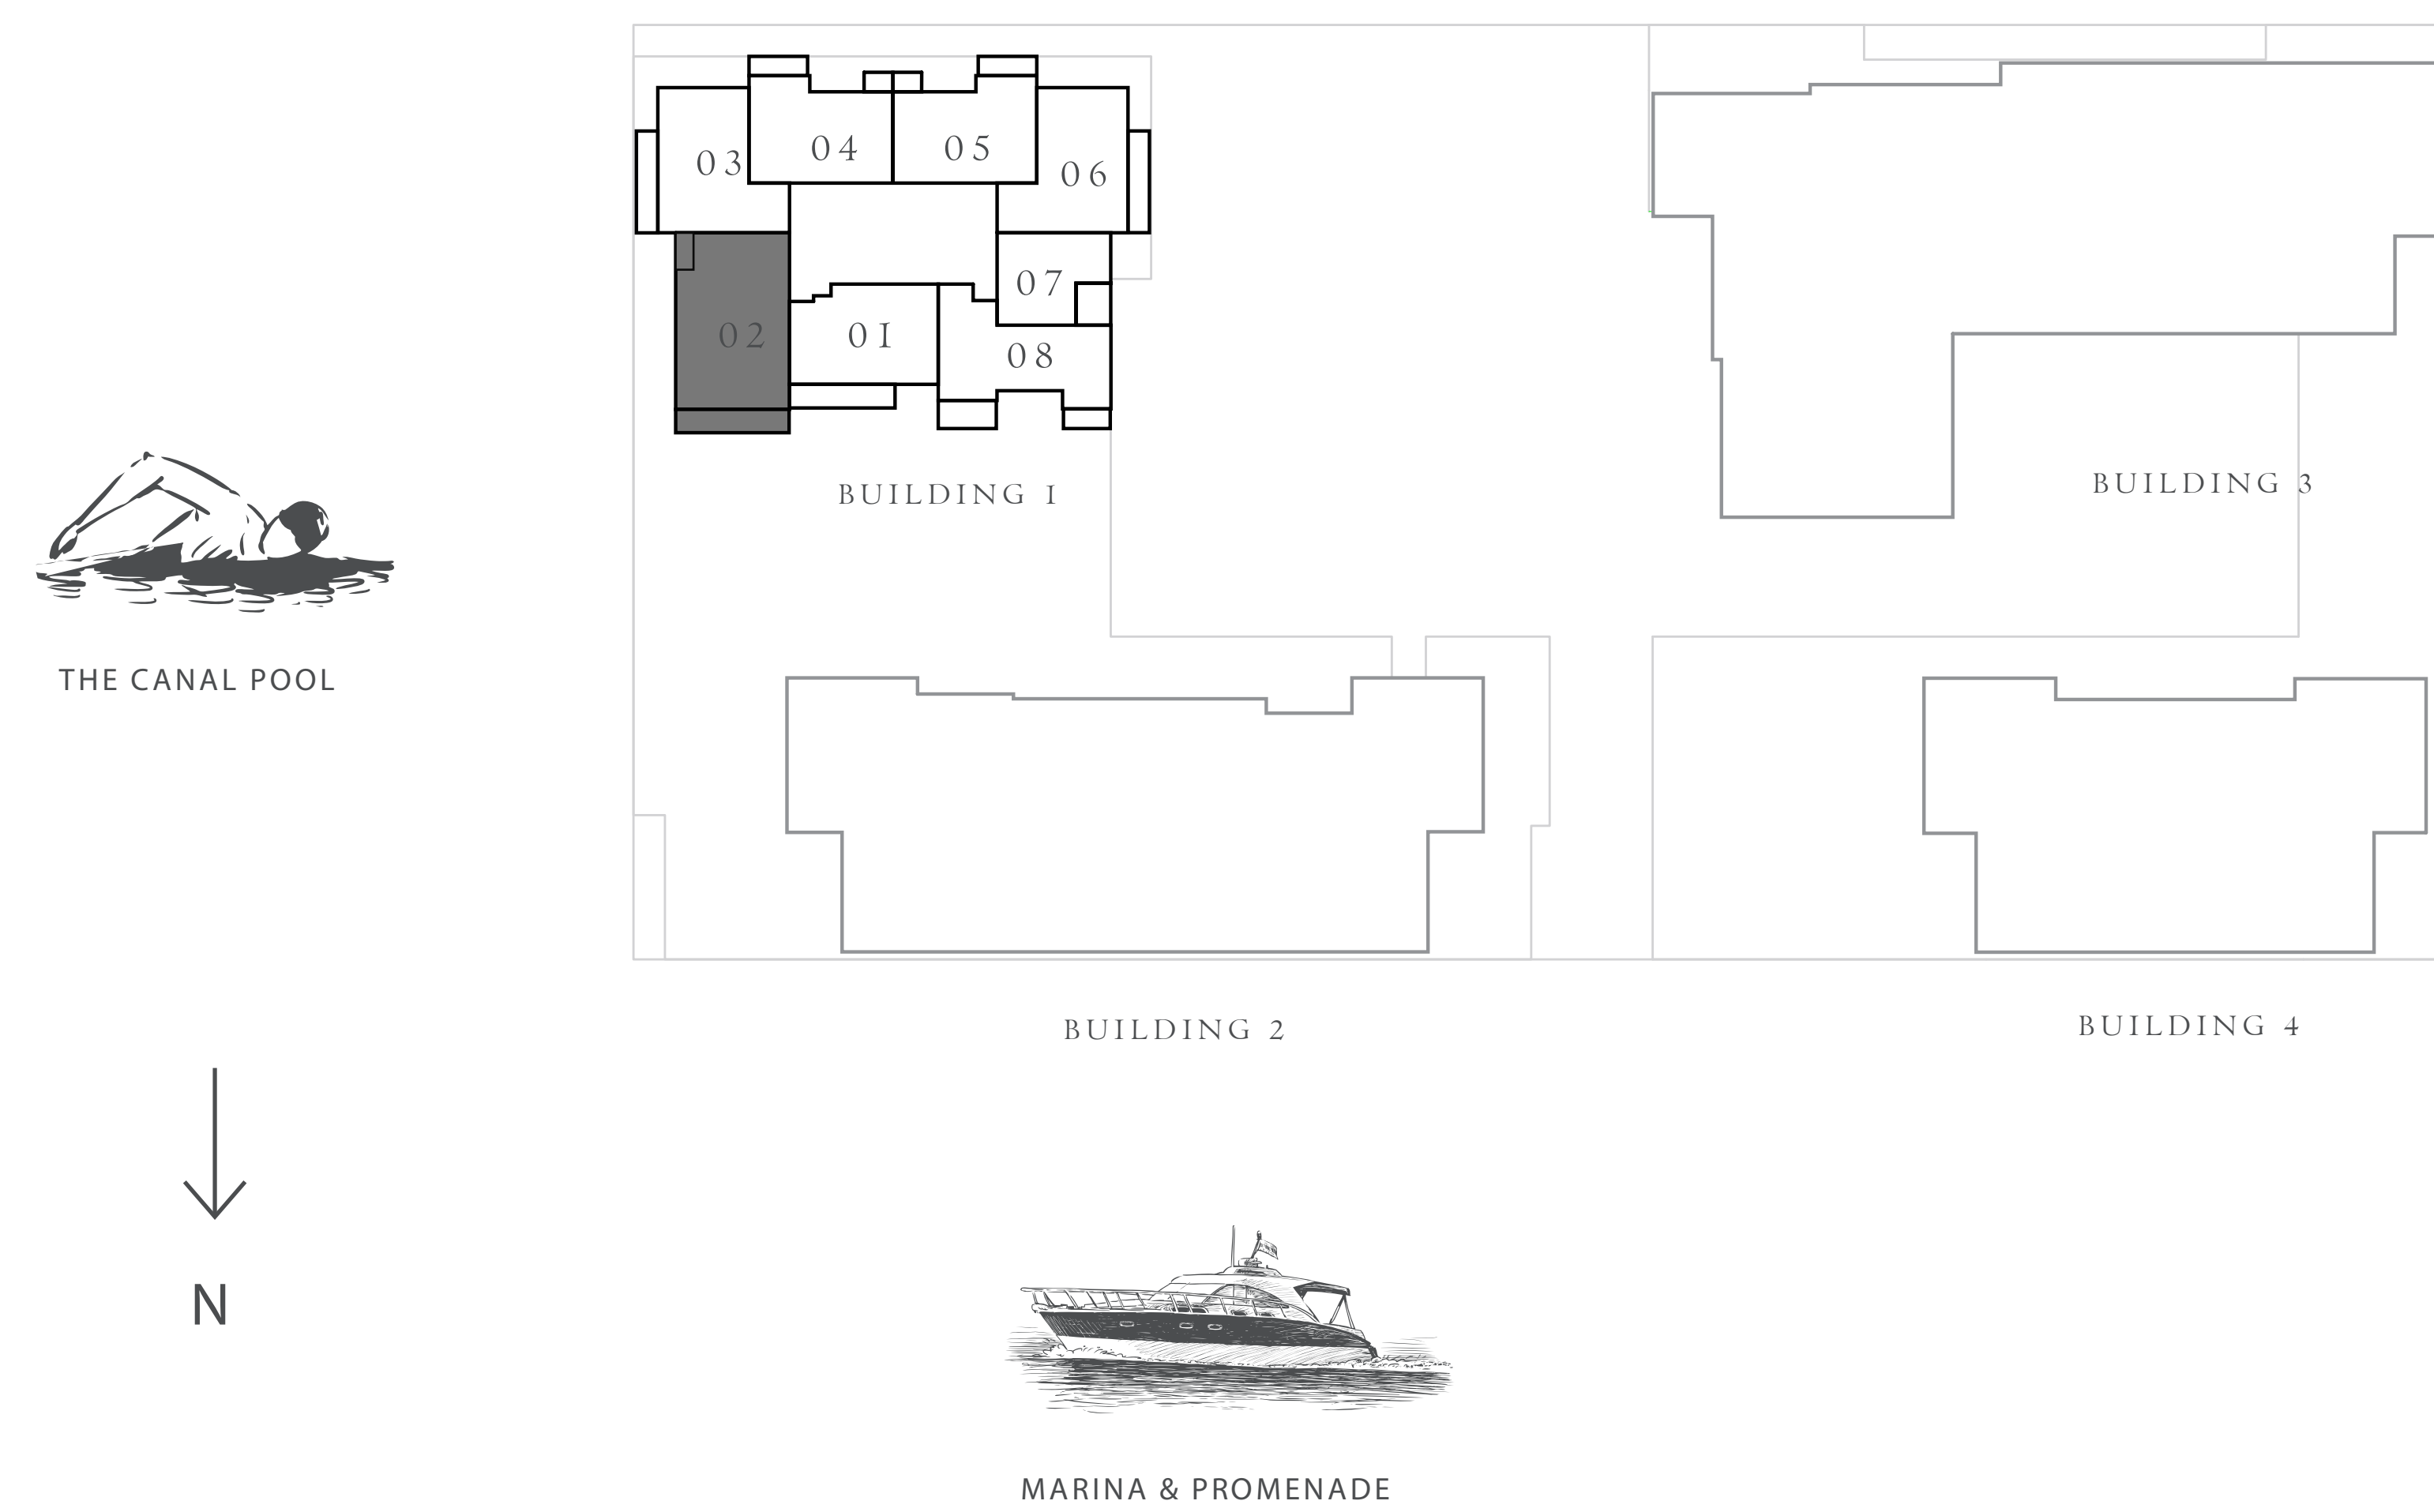 04
05
03
06
07
02
01
08
BUILDING 1
BUILDING 3
THE CANAL POOL
BUILDING 2
BUILDING 4
N
MARINA & PROMENADE